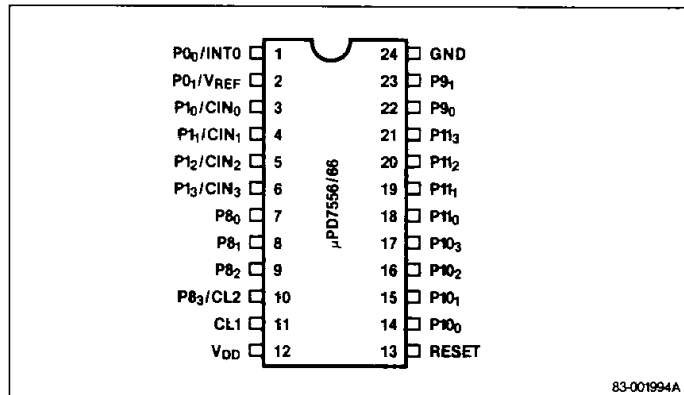 P0₀/INT0 1 24 GND
P0₁/VREF 2 23 P9₁
P1₀/CIN₀ 3 22 P9₀
P1₁/CIN₁ 4 21 P11₃
P1₂/CIN₂ 5 20 P11₂
P1₃/CIN₃ 6 19 P11₁
P8₀ 7 18 P11₀
P8₁ 8 17 P10₃
P8₂ 9 16 P10₂
P8₃/CL2 10 15 P10₁
CL1 11 14 P10₀
VDD 12 13 RESET
μPD7556/66
83-001994A